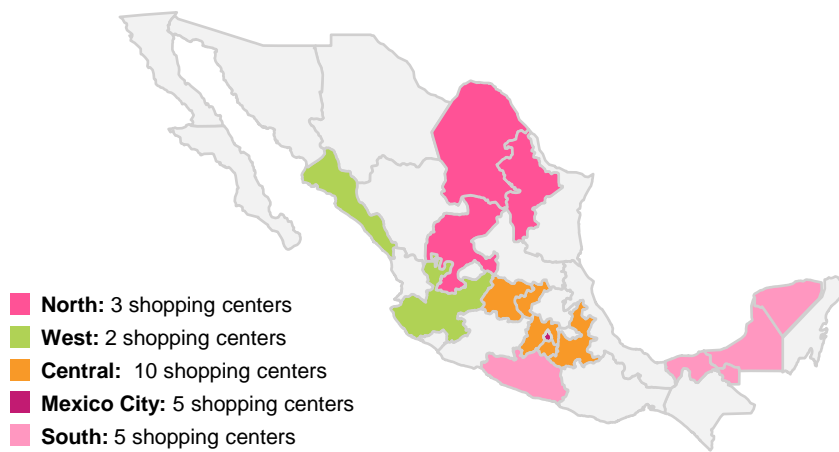 North: 3 shopping centers
West: 2 shopping centers
Central: 10 shopping centers
Mexico City: 5 shopping centers
South: 5 shopping centers